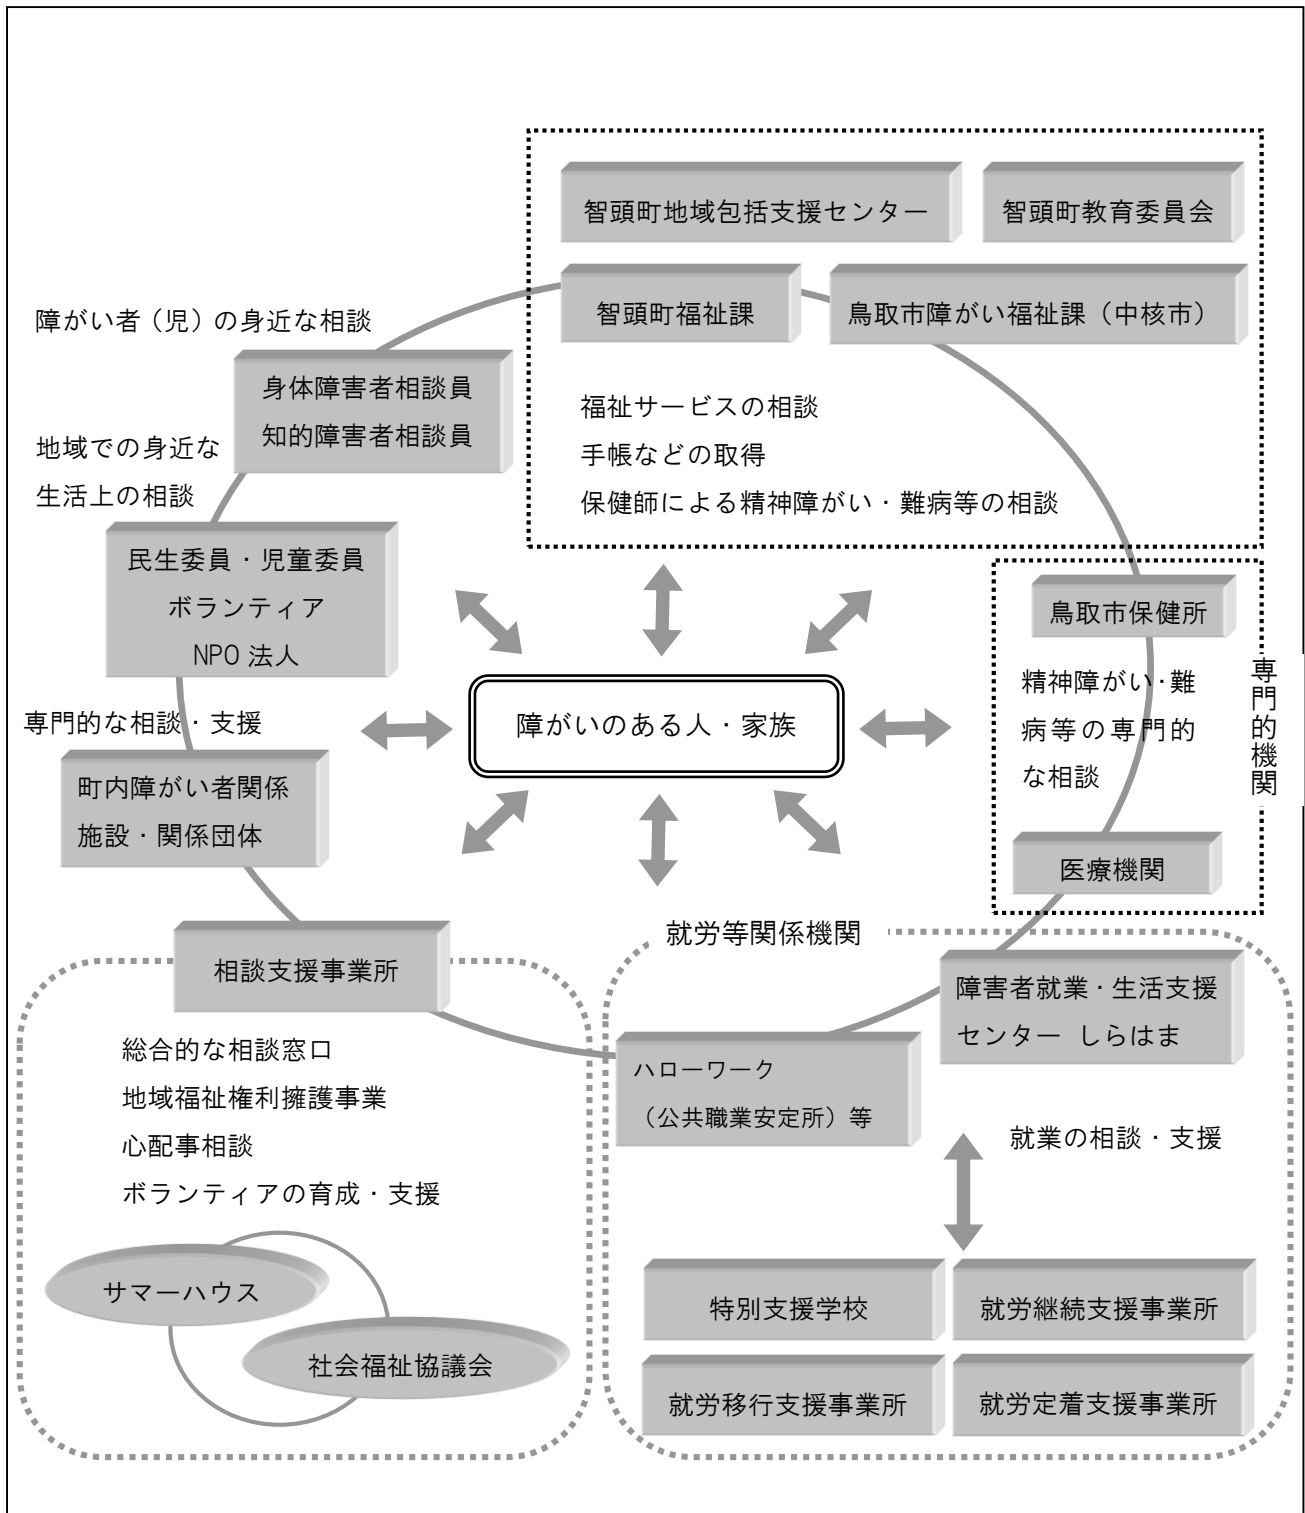 智頭町地域包括支援センター
智頭町教育委員会
智頭町福祉課
鳥取市障がい福祉課（中核市）
福祉サービスの相談
手帳などの取得
保健師による精神障がい・難病等の相談
障がい者（児）の身近な相談
身体障害者相談員
知的障害者相談員
地域での身近な
生活上の相談
民生委員・児童委員
ボランティア
NPO 法人
専門的な相談・支援
町内障がい者関係
施設・関係団体
障がいのある人・家族
鳥取市保健所
精神障がい・難
病等の専門的
な相談
専門的機関
医療機関
相談支援事業所
総合的な相談窓口
地域福祉権利擁護事業
心配事相談
ボランティアの育成・支援
サマーハウス
社会福祉協議会
就労等関係機関
障害者就業・生活支援
センター しらはま
ハローワーク
（公共職業安定所）等
就業の相談・支援
特別支援学校
就労継続支援事業所
就労移行支援事業所
就労定着支援事業所